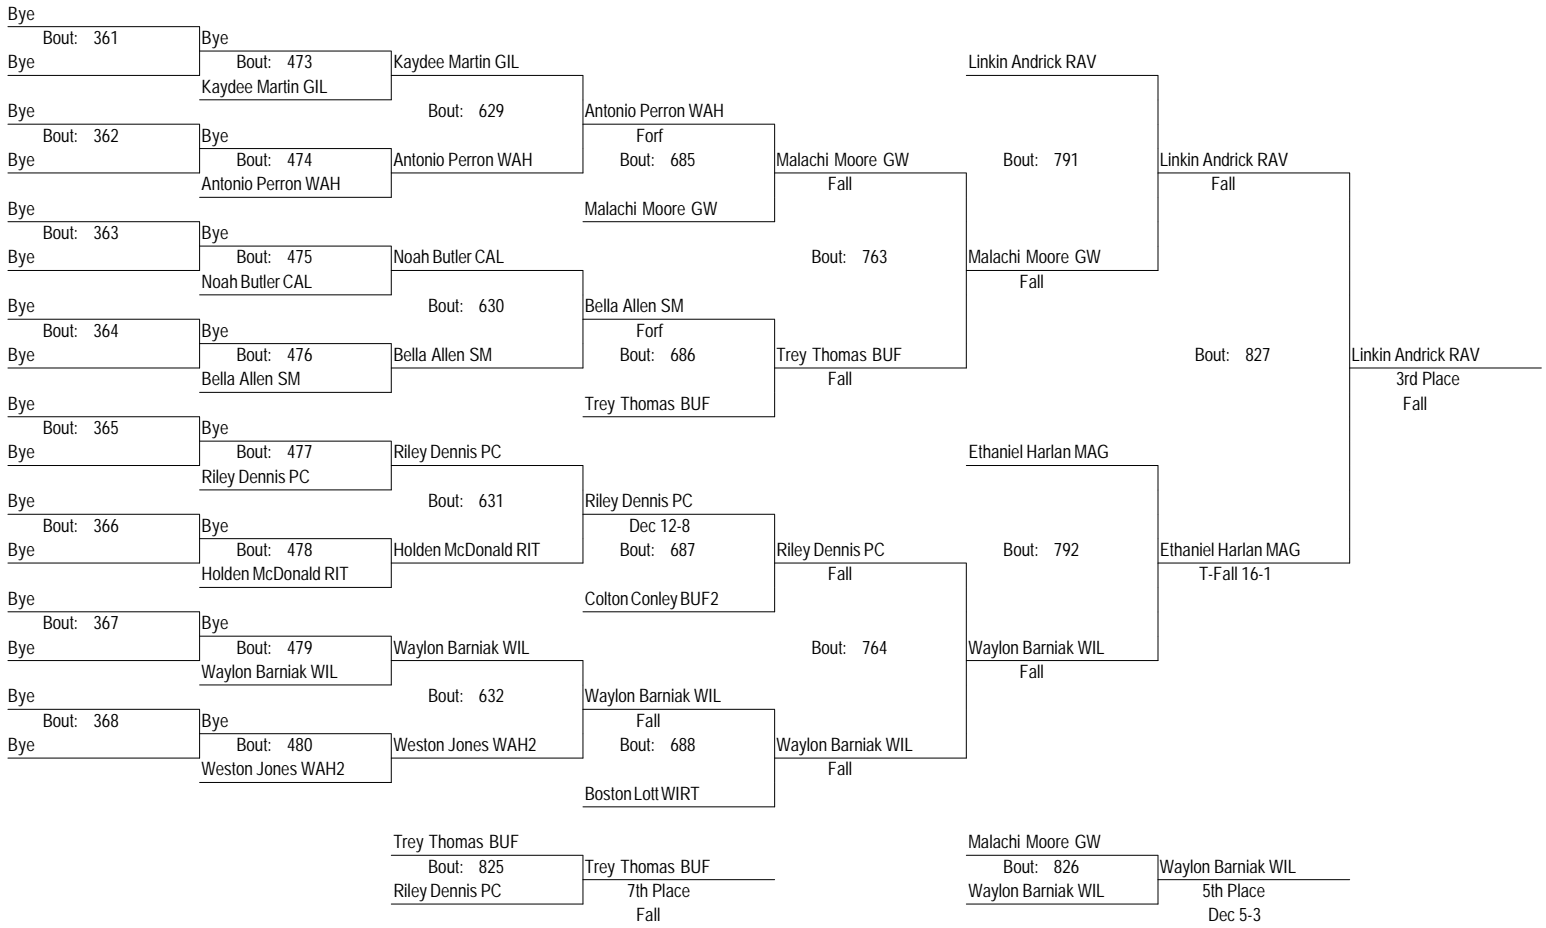 Bye
Bout: 361
Bye
Bye
Bout: 473
Kaydee Martin GIL
Kaydee Martin GIL
Bout: 629
Bye
Bout: 362
Bye
Bye
Bout: 474
Antonio Perron WAH
Antonio Perron WAH
Antonio Perron WAH
Forf
Bout: 685
Malachi Moore GW
Malachi Moore GW
Fall
Bye
Bout: 363
Bye
Bye
Bout: 475
Noah Butler CAL
Noah Butler CAL
Bout: 630
Bye
Bout: 364
Bye
Bye
Bout: 476
Bella Allen SM
Bella Allen SM
Bella Allen SM
Forf
Bout: 686
Trey Thomas BUF
Trey Thomas BUF
Fall
Bout: 763
Malachi Moore GW
Fall
Linkin Andrick RAV
Bout: 791
Linkin Andrick RAV
Fall
Bye
Bout: 365
Bye
Bye
Bout: 477
Riley Dennis PC
Riley Dennis PC
Bout: 631
Bye
Bout: 366
Bye
Bye
Bout: 478
Holden McDonald RIT
Holden McDonald RIT
Riley Dennis PC
Dec 12-8
Bout: 687
Colton Conley BUF2
Riley Dennis PC
Fall
Bye
Bout: 367
Bye
Bye
Bout: 479
Waylon Barniak WIL
Waylon Barniak WIL
Bout: 632
Bye
Bout: 368
Bye
Bye
Bout: 480
Weston Jones WAH2
Weston Jones WAH2
Waylon Barniak WIL
Fall
Bout: 688
Boston Lott WIRT
Waylon Barniak WIL
Fall
Bout: 764
Waylon Barniak WIL
Fall
Ethaniel Harlan MAG
Bout: 792
Ethaniel Harlan MAG
T-Fall 16-1
Bout: 827
Linkin Andrick RAV
3rd Place
Fall
Trey Thomas BUF
Bout: 825
Riley Dennis PC
Trey Thomas BUF
7th Place
Fall
Malachi Moore GW
Bout: 826
Waylon Barniak WIL
Waylon Barniak WIL
5th Place
Dec 5-3